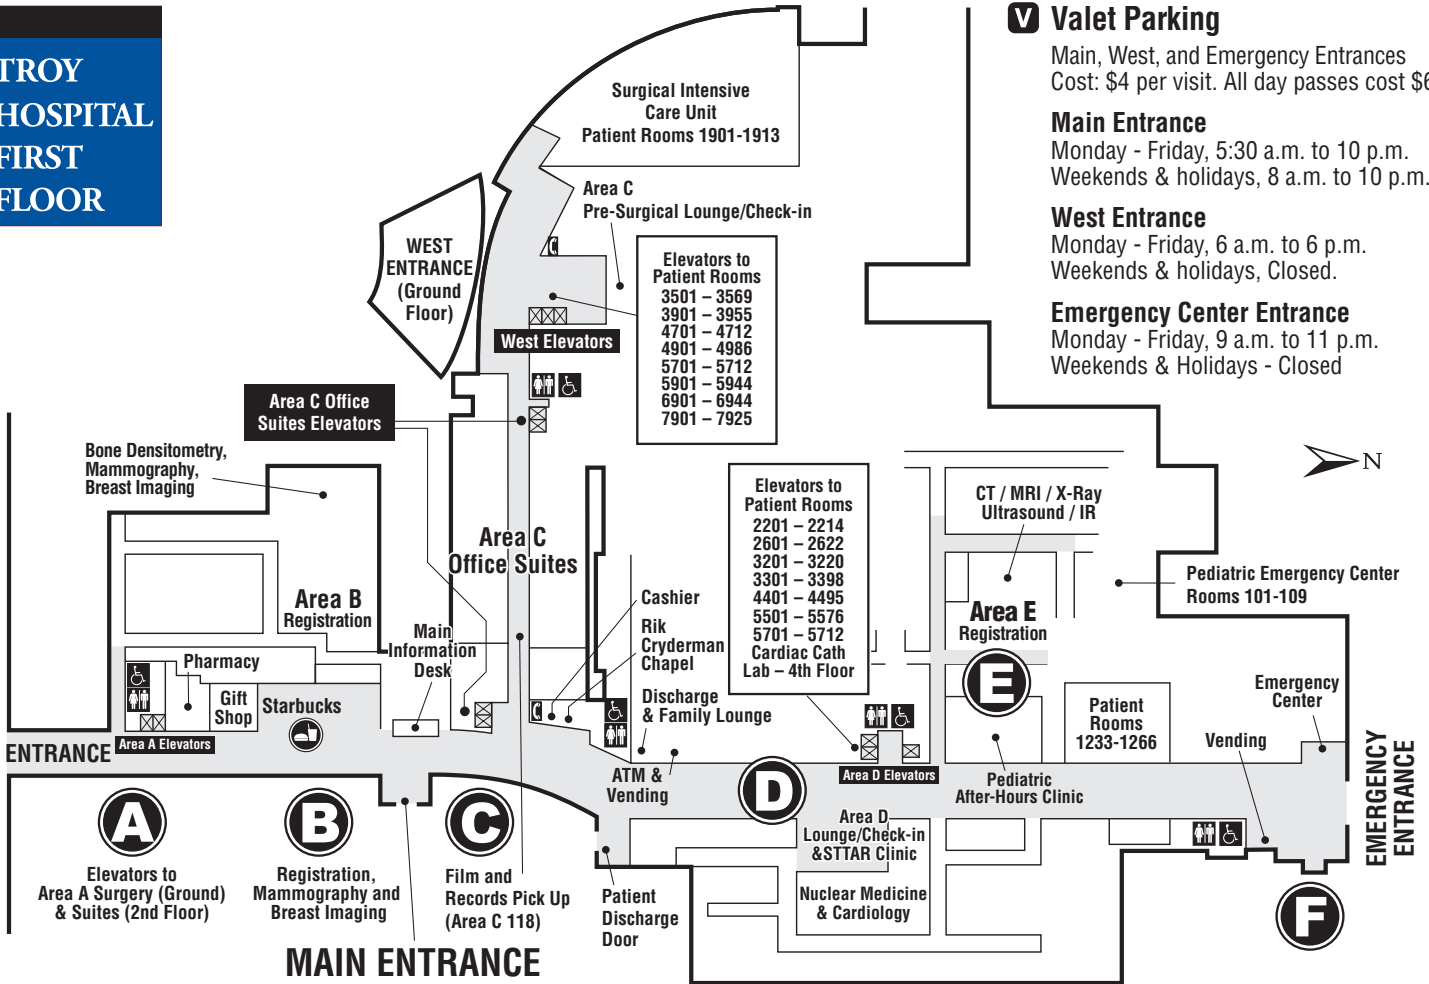 TROY
HOSPITAL
FIRST
FLOOR
V Valet Parking
Main, West, and Emergency Entrances
Cost: $4 per visit. All day passes cost $6
Main Entrance
Monday - Friday, 5:30 a.m. to 10 p.m.
Weekends & holidays, 8 a.m. to 10 p.m.
West Entrance
Monday - Friday, 6 a.m. to 6 p.m.
Weekends & holidays, Closed.
Emergency Center Entrance
Monday - Friday, 9 a.m. to 11 p.m.
Weekends & Holidays - Closed
Surgical Intensive
Care Unit
Patient Rooms 1901-1913
Area C
Pre-Surgical Lounge/Check-in
WEST
ENTRANCE
(Ground
Floor)
Elevators to
Patient Rooms
3501 – 3569
3901 – 3955
4701 – 4712
4901 – 4986
5701 – 5712
5901 – 5944
6901 – 6944
7901 – 7925
West Elevators
Area C Office
Suites Elevators
Bone Densitometry,
Mammography,
Breast Imaging
N
Elevators to
Patient Rooms
2201 – 2214
2601 – 2622
3201 – 3220
3301 – 3398
4401 – 4495
5501 – 5576
5701 – 5712
Cardiac Cath
Lab – 4th Floor
CT / MRI / X-Ray
Ultrasound / IR
Area C
Office Suites
Pediatric Emergency Center
Rooms 101-109
Area B
Registration
Cashier
Rik
Cryderman
Chapel
Area E
Registration
E
Main
Information
Desk
Pharmacy
Gift
Shop
Starbucks
Discharge
& Family Lounge
Patient
Rooms
1233-1266
Emergency
Center
Vending
ENTRANCE
Area A Elevators
ATM &
Vending
D
Area D Elevators
Pediatric
After-Hours Clinic
EMERGENCY
ENTRANCE
A
Elevators to
Area A Surgery (Ground)
& Suites (2nd Floor)
B
Registration,
Mammography and
Breast Imaging
C
Film and
Records Pick Up
(Area C 118)
Area D
Lounge/Check-in
&STTAR Clinic
Nuclear Medicine
& Cardiology
Patient
Discharge
Door
F
MAIN ENTRANCE